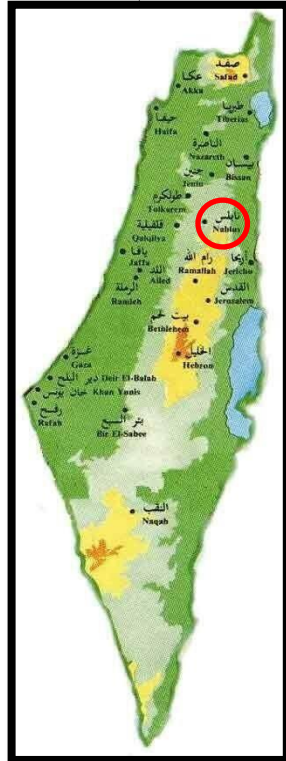 صفد
Safad
عكا
Akka
طبريا
Tiberias
حيفا
Haifa
الناصرة
Nazareth
بيسان
Bissan
جنين
Jenin
طولكرم
Tolkarem
نابلس
Nablus
قلقيلية
Qalqilya
يافا
Jaffa
رام الله
Ramallah
أريحا
Jericho
اللد
Alled
الرملة
Ramleh
القدس
Jerusalem
بيت لحم
Bethlehem
الخليل
Hebron
غزة
Gaza
دير البلح Deir El-Balah
خان يونس Khan Yonis
رفح
Rafah
بئر السبع
Bir El-Sabee
النقب
Naqab